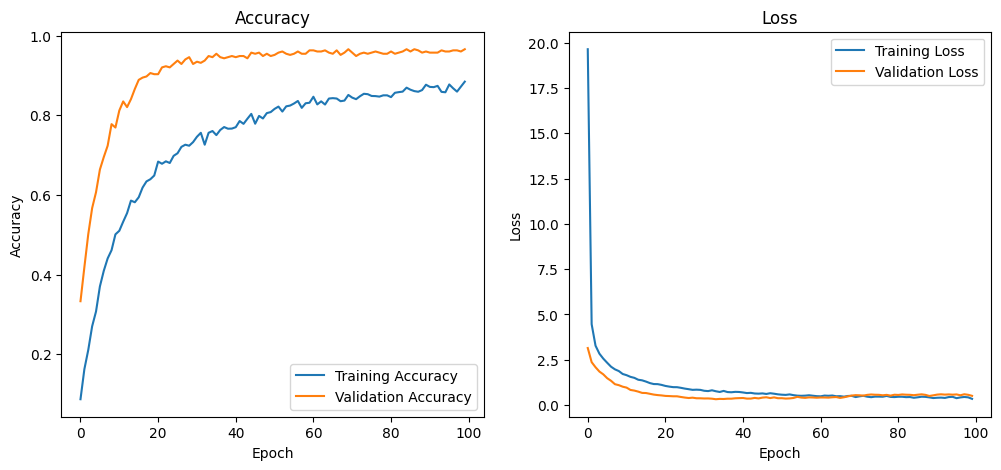 Accuracy
1.0
0.8
0.6
0.4
0.2
Accuracy
0
20
40
60
80
100
Epoch
Training Accuracy
Validation Accuracy
Loss
20.0
17.5
15.0
12.5
10.0
7.5
5.0
2.5
0.0
Loss
0
20
40
60
80
100
Epoch
Training Loss
Validation Loss